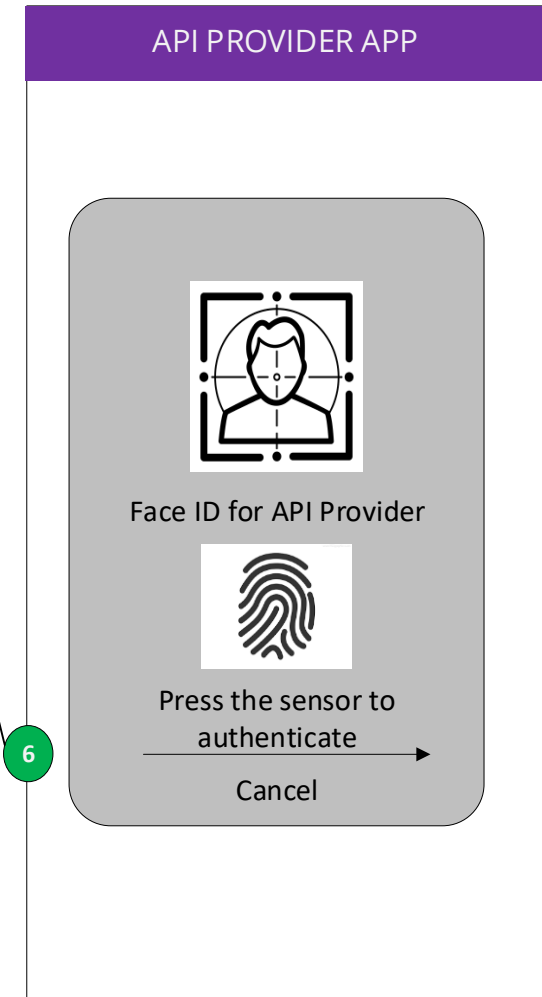 API PROVIDER APP
Face ID for API Provider
Press the sensor to
authenticate
6
Cancel